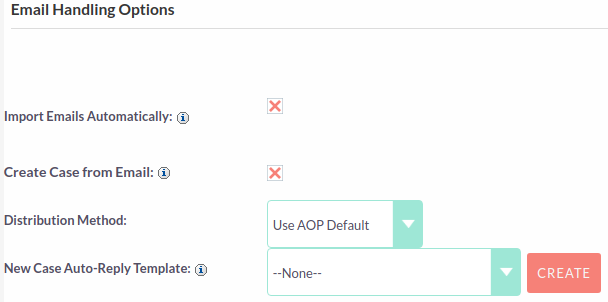 Email Handling Options
Import Emails Automatically:
Create Case from Email:
Distribution Method: Use AOP Default
New Case Auto-Reply Template: --None-- CREATE